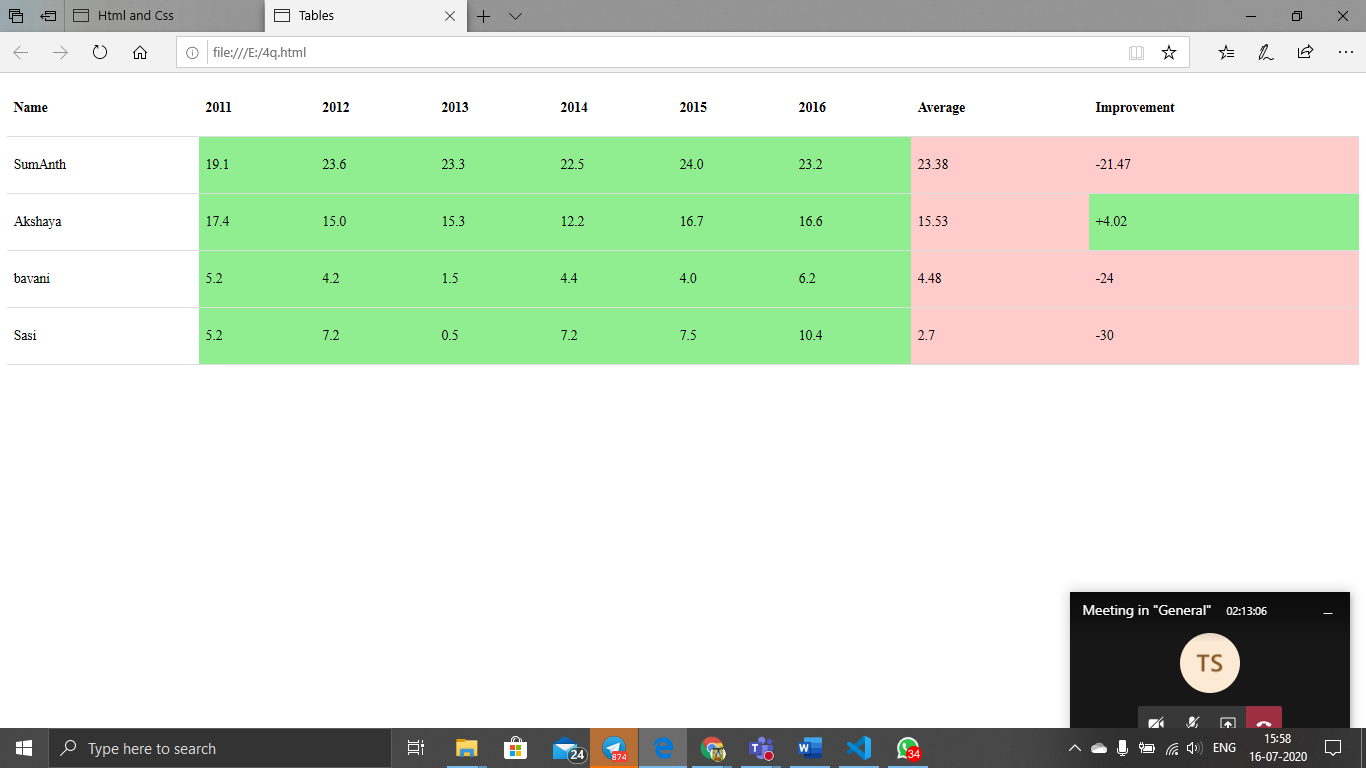 Html and Css
Tables
file:///E:/4q.html
Name 2011 2012 2013 2014 2015 2016 Average Improvement
SumAnth 19.1 23.6 23.3 22.5 24.0 23.2 23.38 -21.47
Akshaya 17.4 15.0 15.3 12.2 16.7 16.6 15.53 +4.02
bavani 5.2 4.2 1.5 4.4 4.0 6.2 4.48 -24
Sasi 5.2 7.2 0.5 7.2 7.5 10.4 2.7 -30
Meeting in "General" 02:13:06
TS
Type here to search
24
874
34
ENG
15:58
16-07-2020